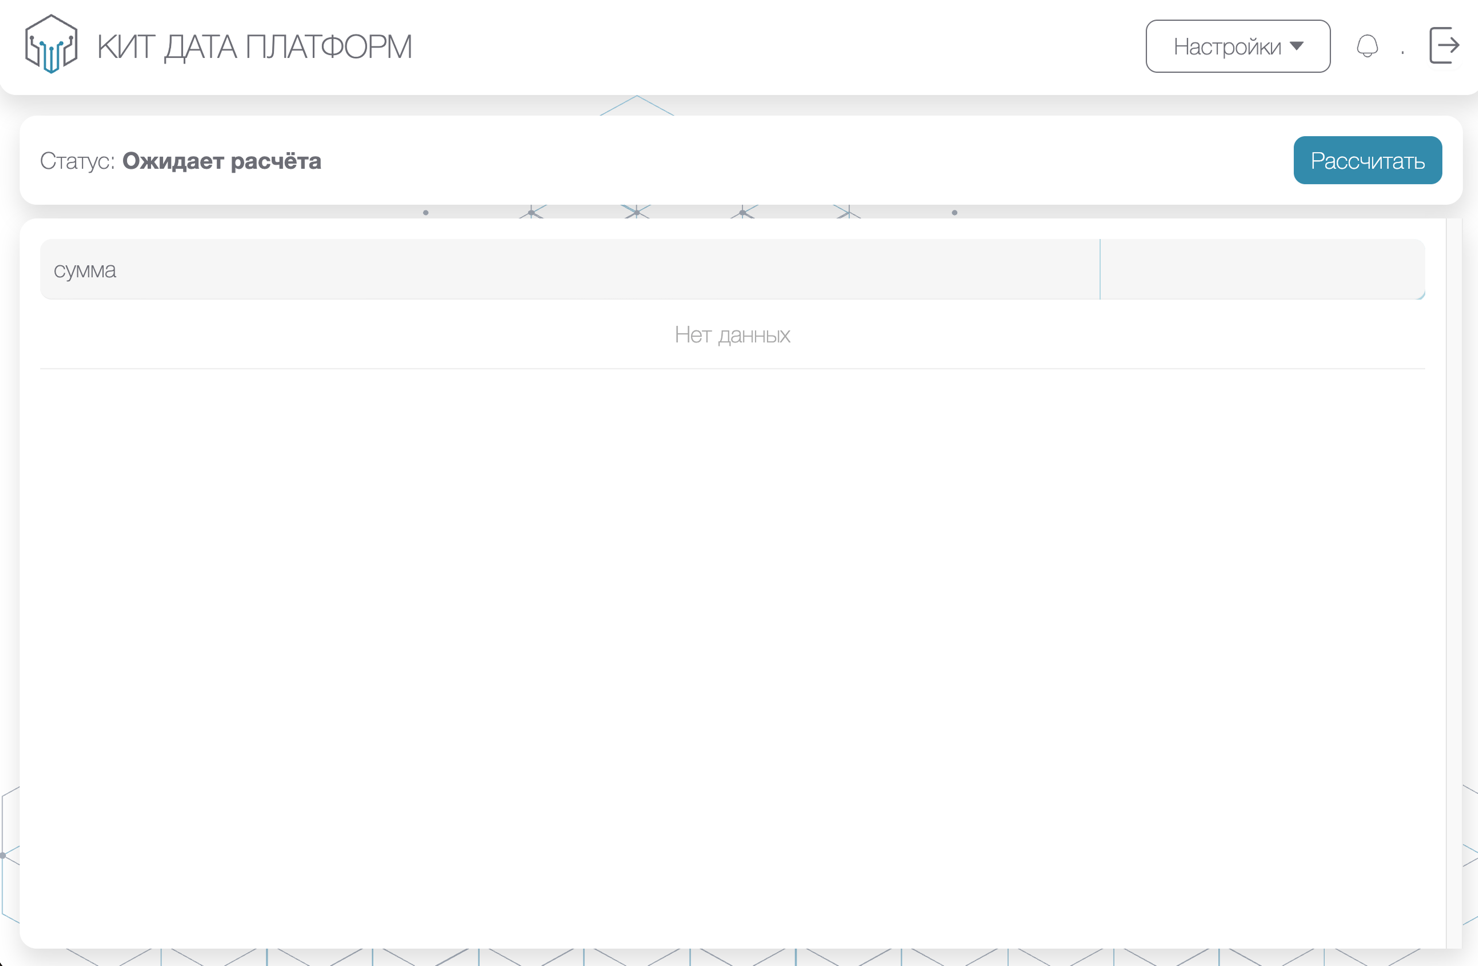 КИТ ДАТА ПЛАТФОРМ
Настройки
.
Статус: Ожидает расчёта
Рассчитать
сумма
Нет данных